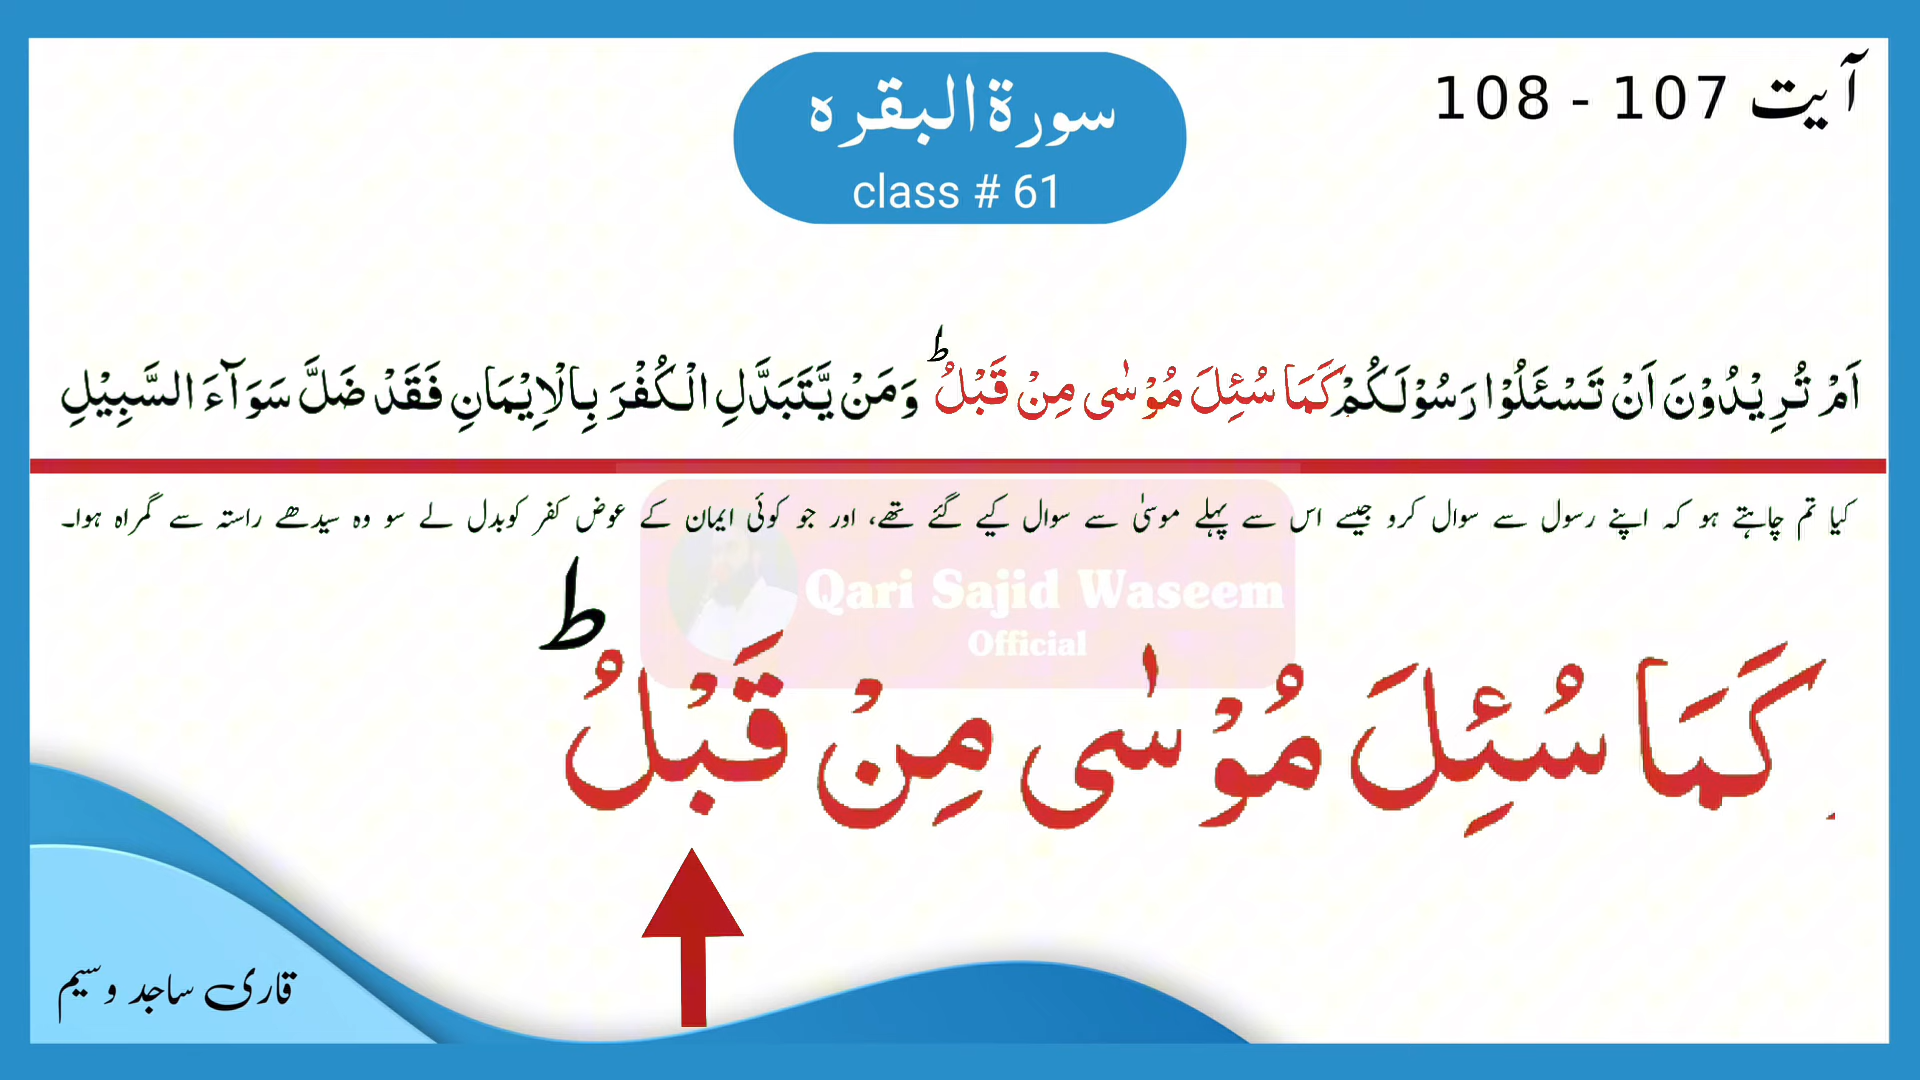 آیت 107 - 108
سورۃ البقرہ
class # 61
اَمْ تُرِيْدُوْنَ اَنْ تَسْـَٔلُوْا رَسُوْلَكُمْ كَمَا سُئِلَ مُوْسٰى مِنْ قَبْلُ ؕ وَمَنْ يَّتَبَدَّلِ الْكُفْرَ بِالْاِيْمَانِ فَقَدْ ضَلَّ سَوَآءَ السَّبِيْلِ
کیا تم چاہتے ہو کہ اپنے رسول سے سوال کرو جیسے اس سے پہلے موسیٰ سے سوال کیے گئے تھے، اور جو کوئی ایمان کے عوض کفر کوبدل لے سو وہ سیدھے راستہ سے گمراہ ہوا۔
Qari Sajid Waseem
Official
كَمَا سُئِلَ مُوْسٰى مِنْ قَبْلُ ؕ
قاری ساجد وسیم